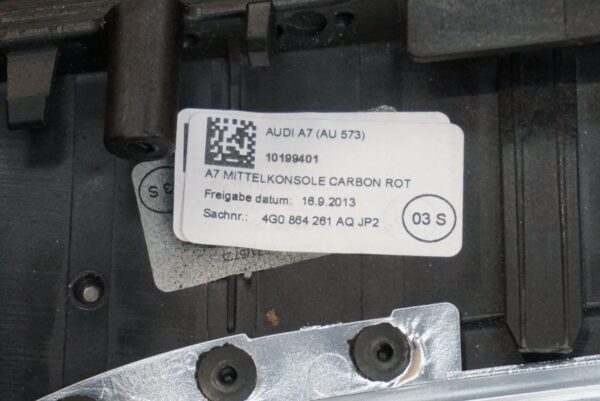 AUDI A7 (AU 573)
10199401
A7 MITTELKONSOLE CARBON ROT
Freigabe datum: 16.9.2013
Sachnr.: 4G0 864 261 AQ JP2
03 S
03 S